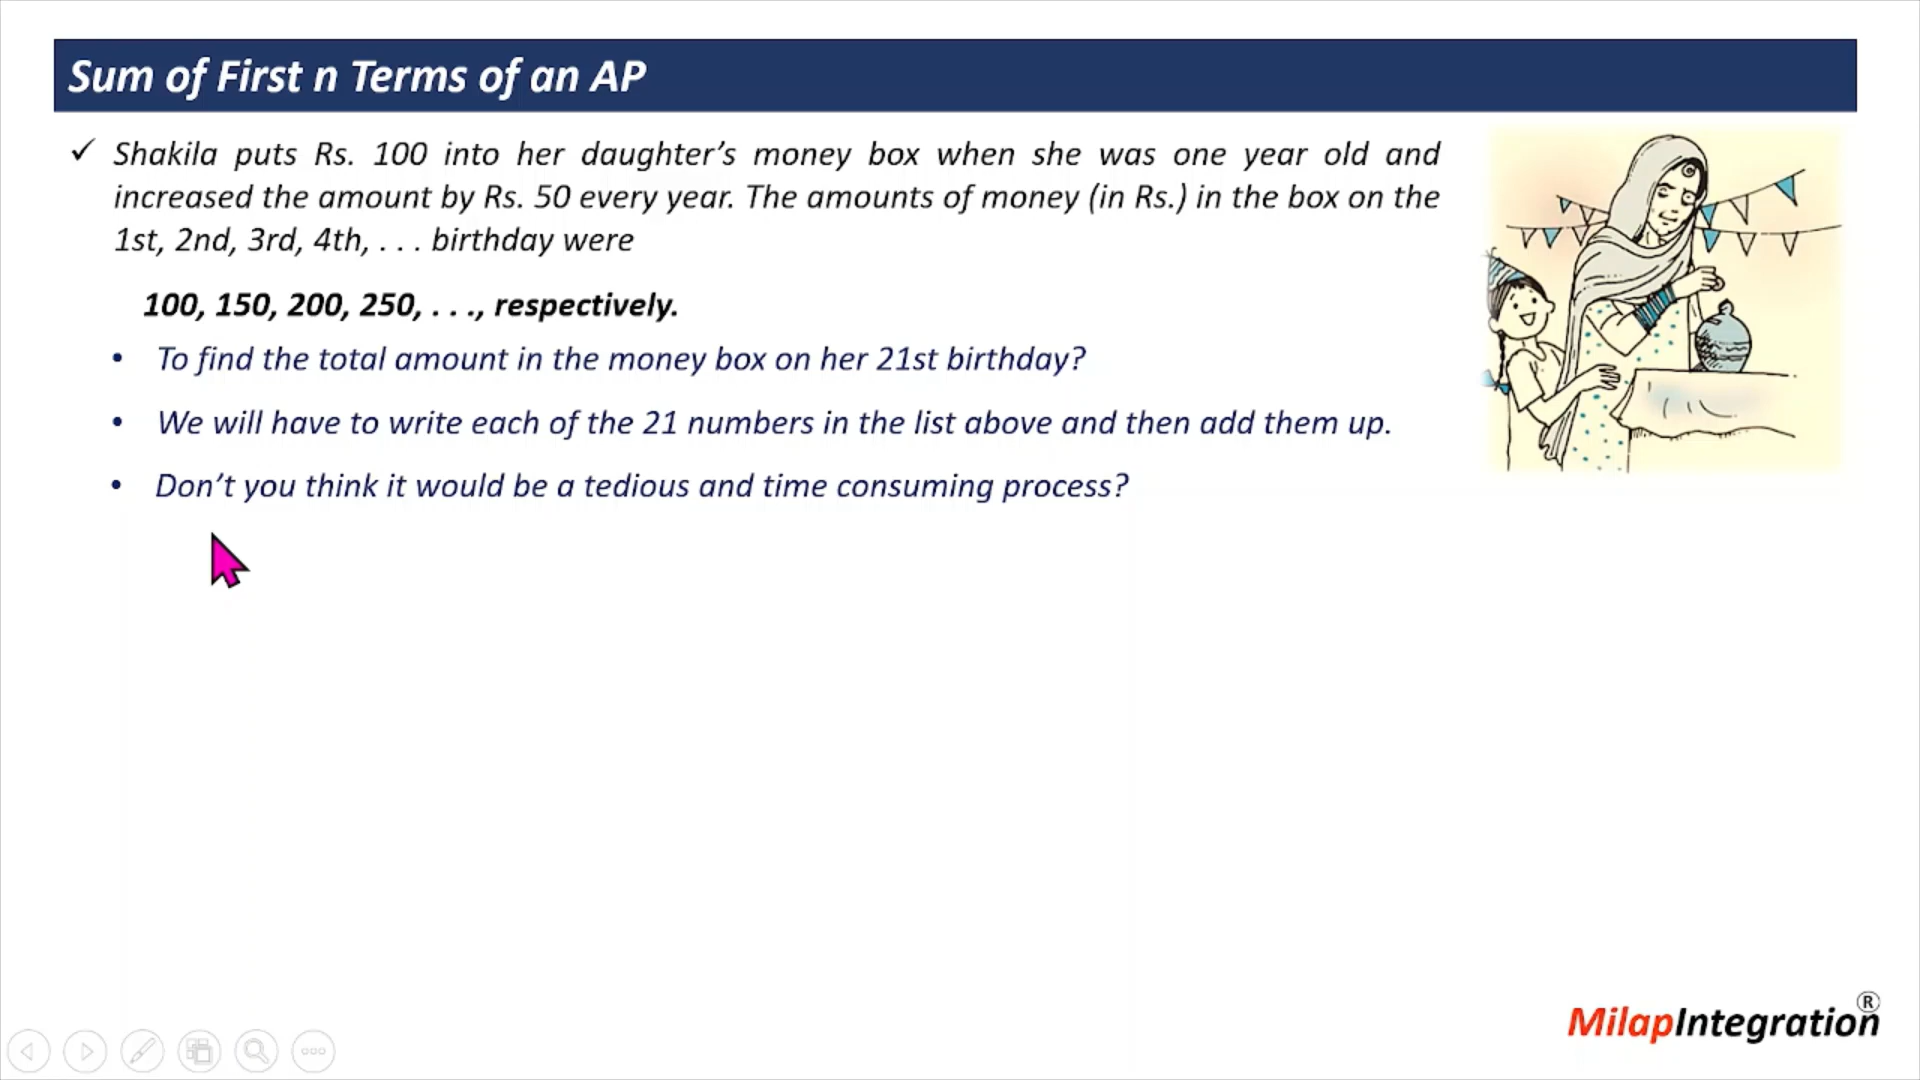 Sum of First n Terms of an AP
✓ Shakila puts Rs. 100 into her daughter’s money box when she was one year old and
increased the amount by Rs. 50 every year. The amounts of money (in Rs.) in the box on the
1st, 2nd, 3rd, 4th, . . . birthday were
100, 150, 200, 250, . . ., respectively.
• To find the total amount in the money box on her 21st birthday?
• We will have to write each of the 21 numbers in the list above and then add them up.
• Don’t you think it would be a tedious and time consuming process?
MilapIntegration®